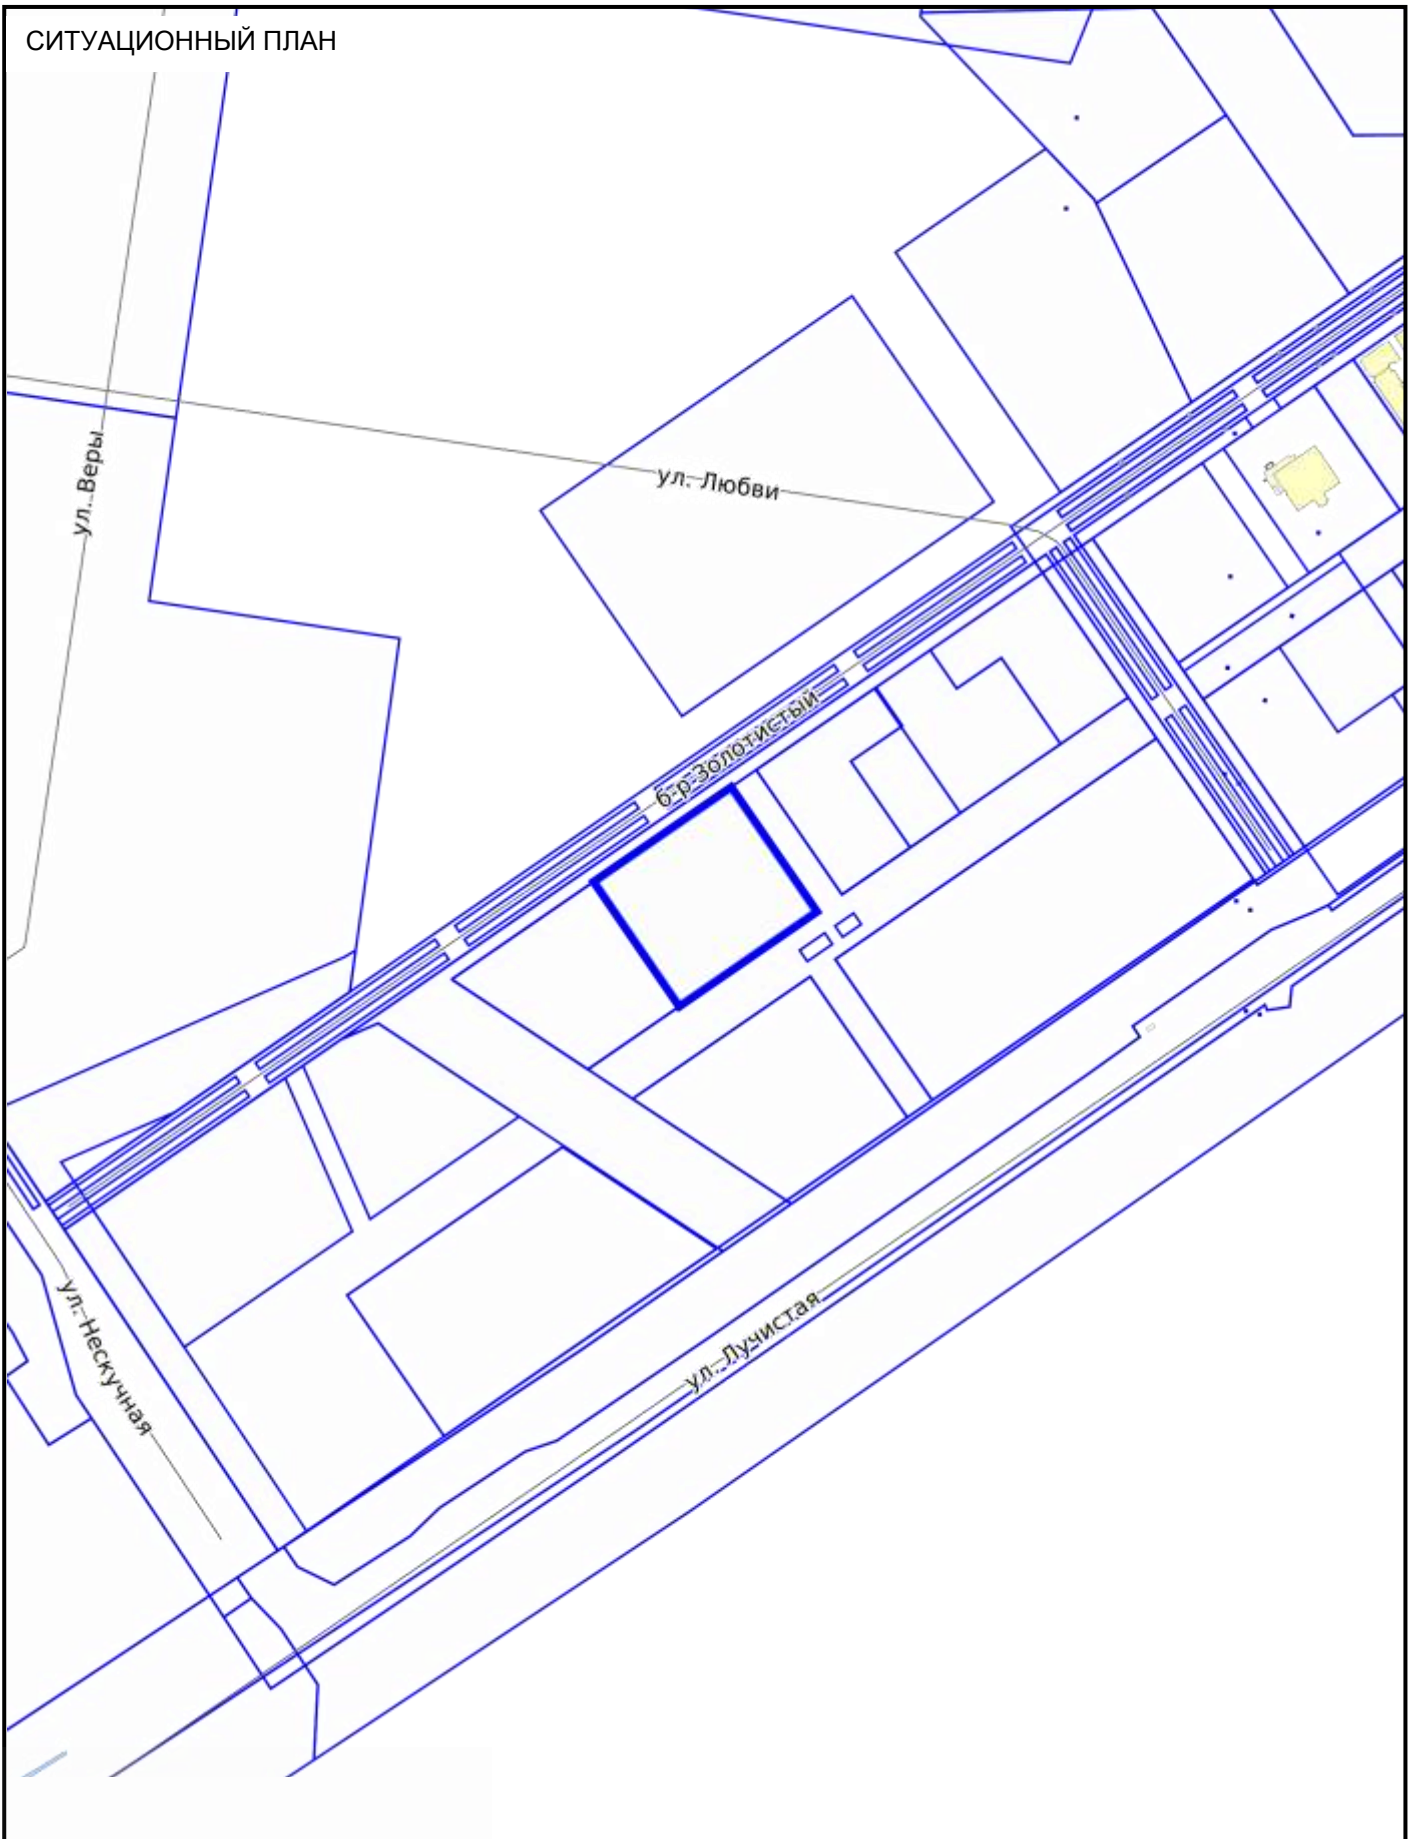 СИТУАЦИОННЫЙ ПЛАН
ул. Веры
ул. Любви
б-р Золотистый
ул. Лучистая
ул. Нескучная